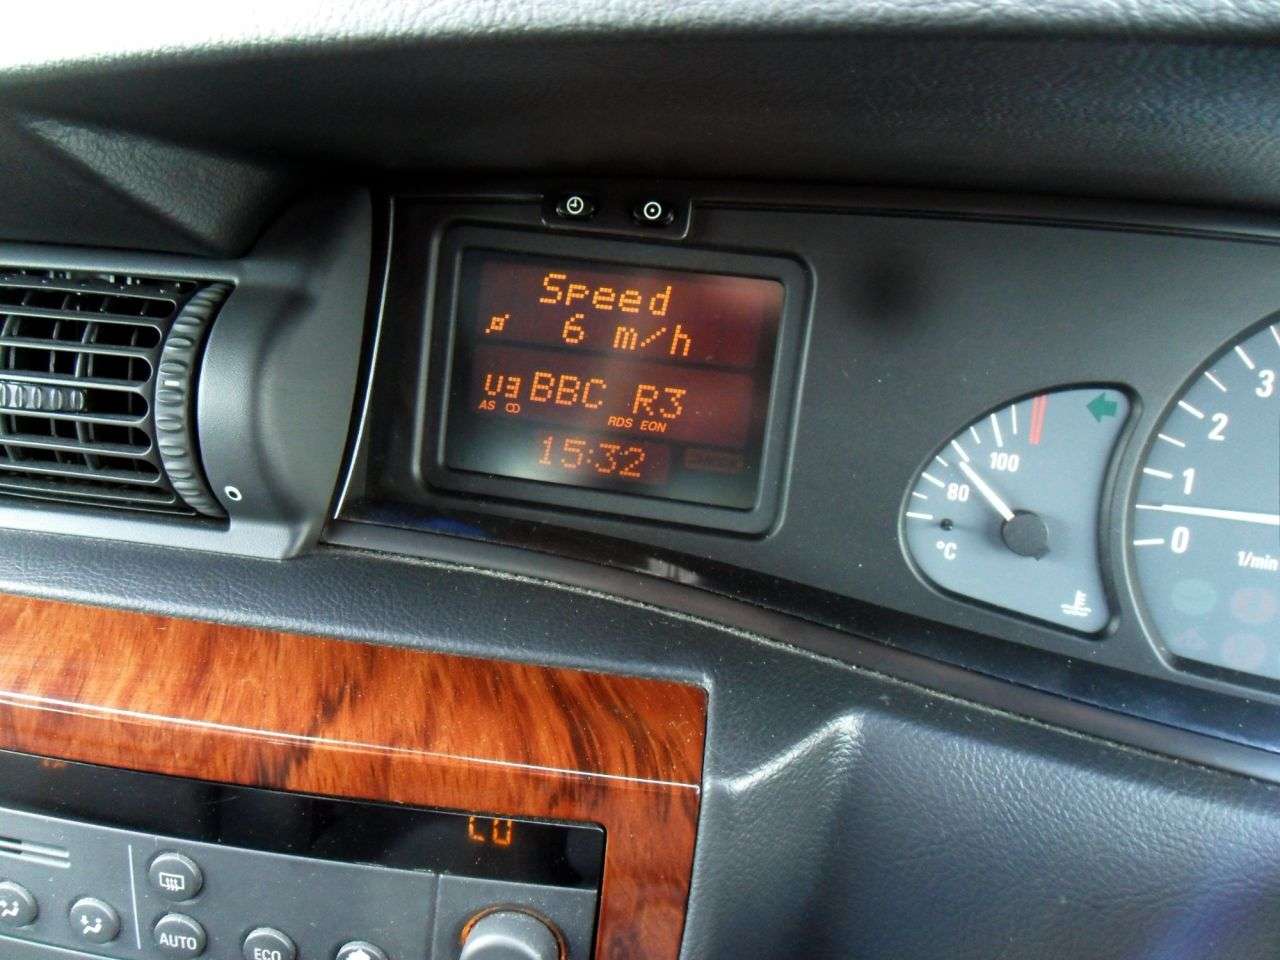 Speed
6 m/h
U3 BBC R3
AS
RDS EON
15:32
100
80
°C
3
2
1
0
1/min
LO
AUTO
ECO